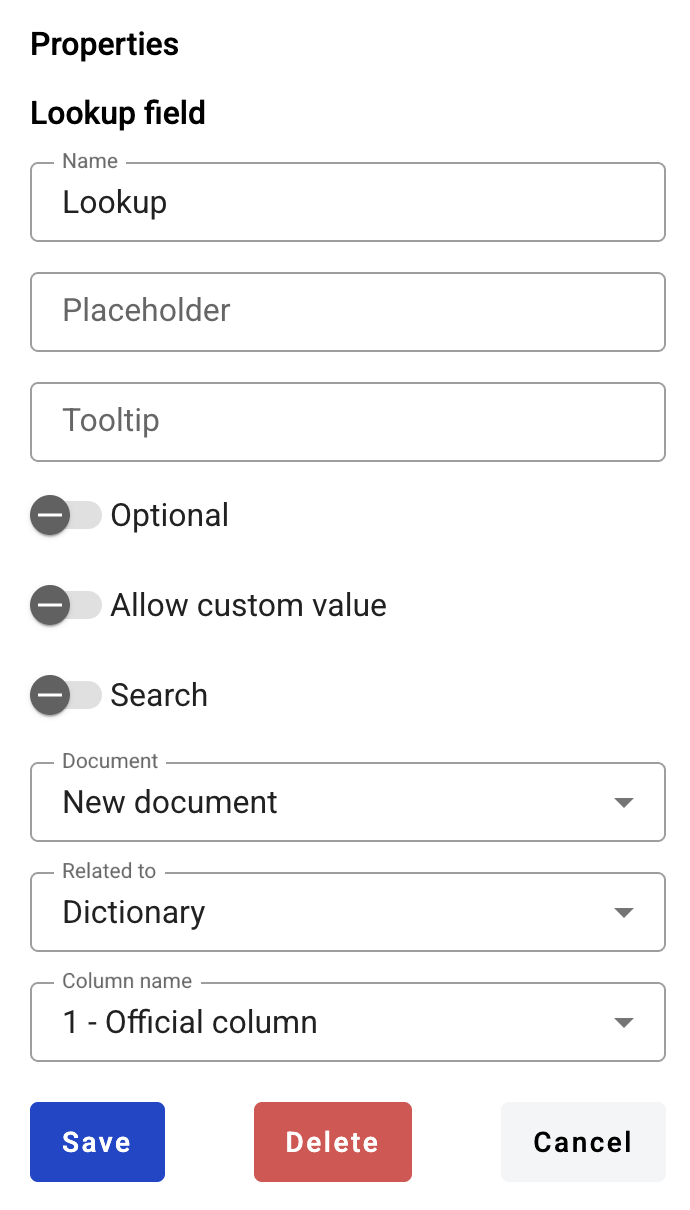 Properties
Lookup field
Name
Lookup
Placeholder
Tooltip
Optional
Allow custom value
Search
Document
New document
Related to
Dictionary
Column name
1 - Official column
Save
Delete
Cancel